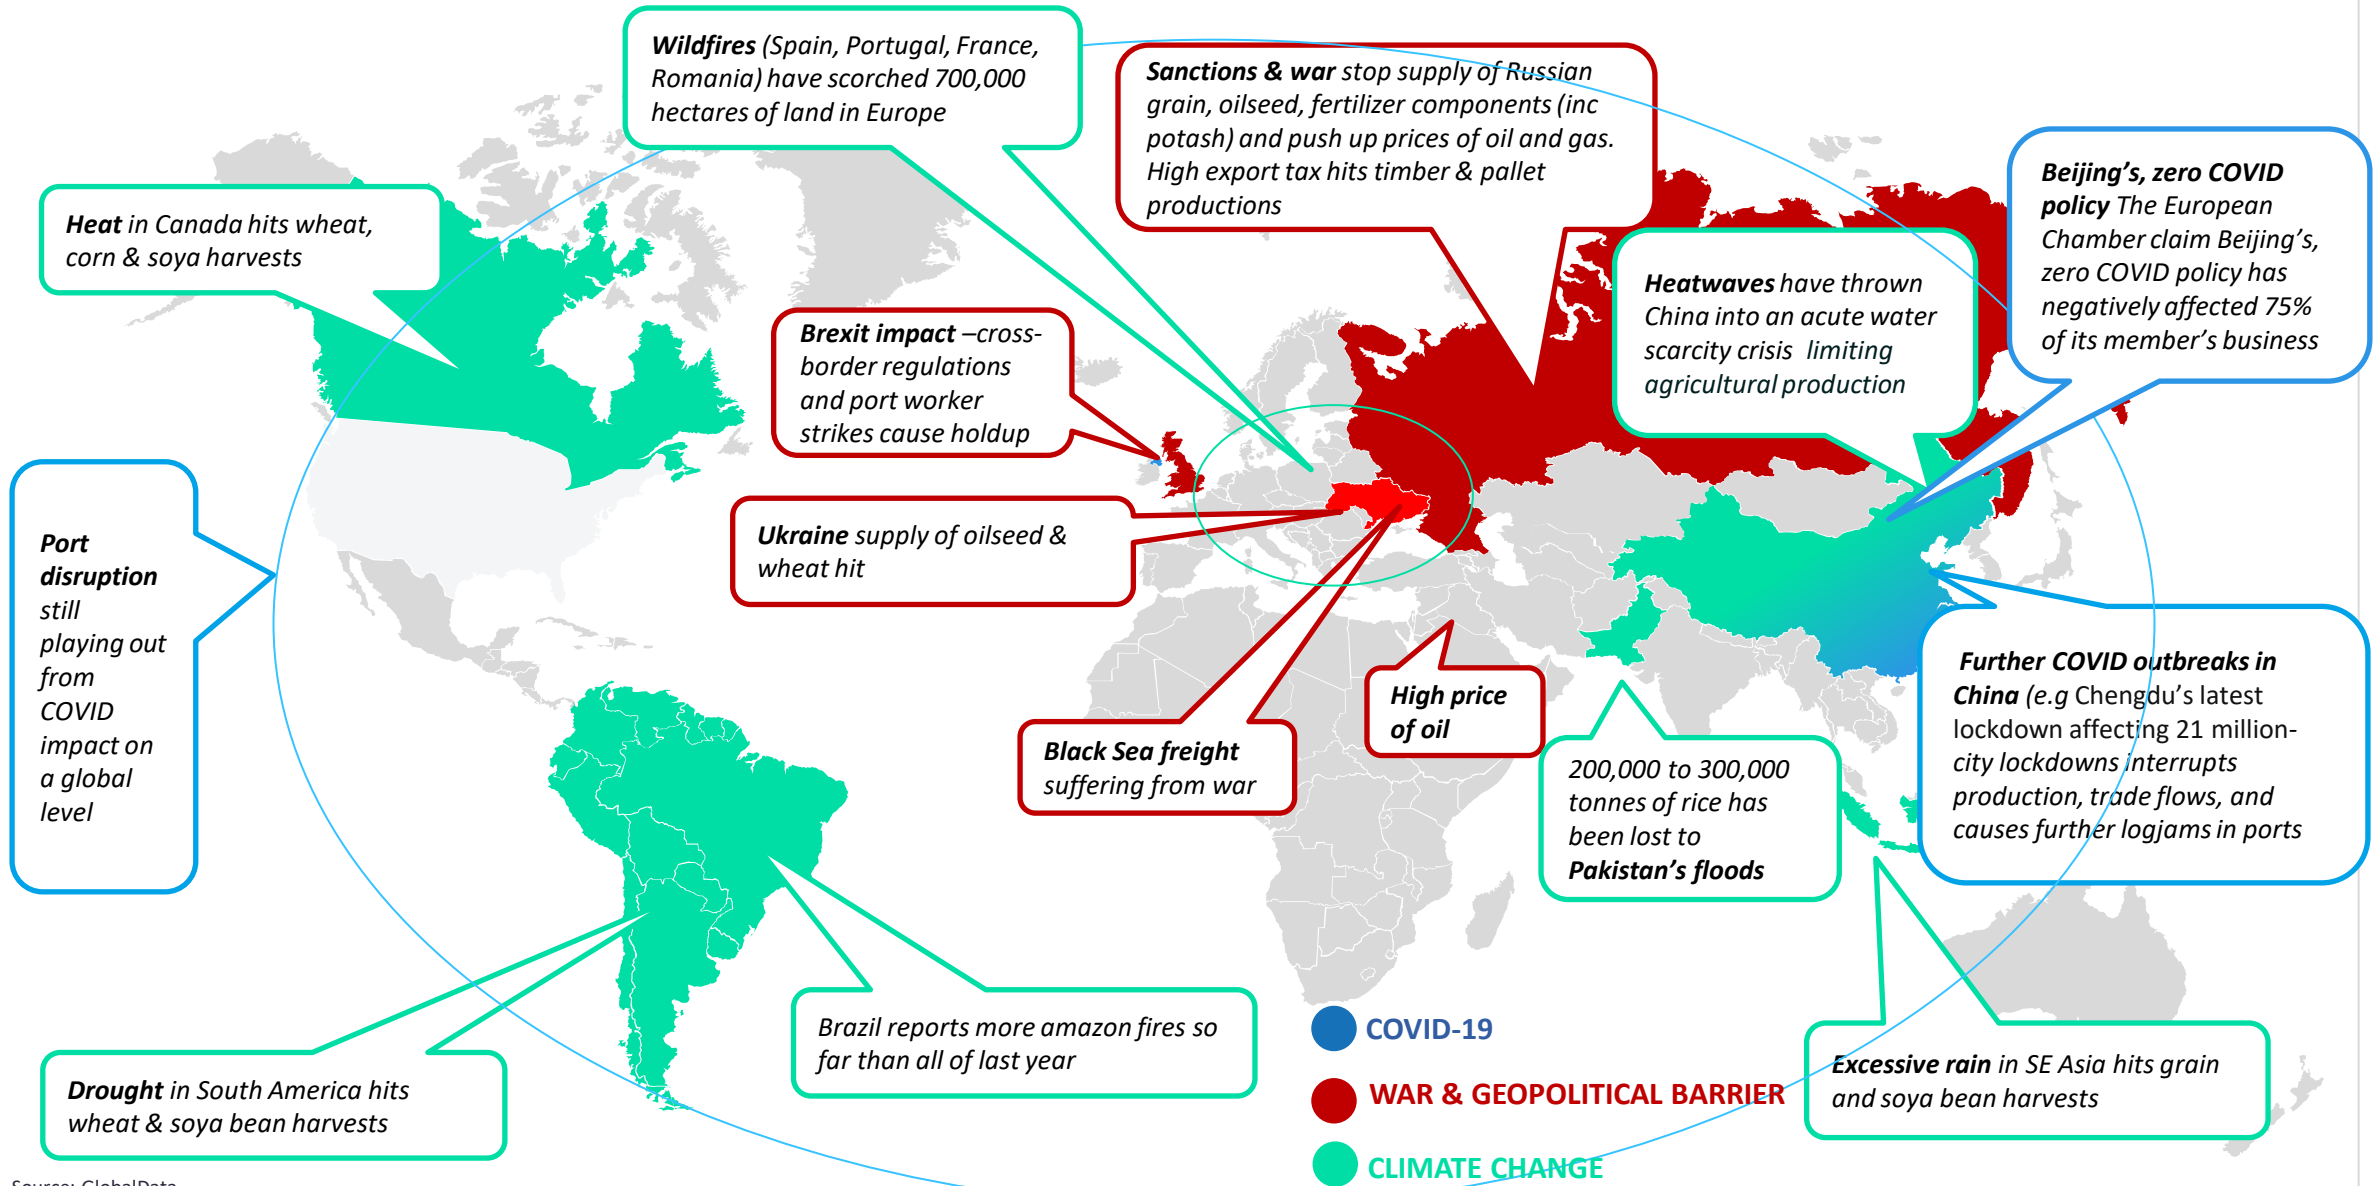 Wildfires (Spain, Portugal, France,
Romania) have scorched 700,000
hectares of land in Europe
Sanctions & war stop supply of Russian
grain, oilseed, fertilizer components (inc
potash) and push up prices of oil and gas.
High export tax hits timber & pallet
productions
Beijing's, zero COVID
policy The European
Chamber claim Beijing's,
zero COVID policy has
negatively affected 75%
of its member's business
Heat in Canada hits wheat,
corn & soya harvests
Heatwaves have thrown
China into an acute water
scarcity crisis limiting
agricultural production
Brexit impact –cross-
border regulations
and port worker
strikes cause holdup
Port
disruption
still
playing out
from
COVID
impact on
a global
level
Ukraine supply of oilseed &
wheat hit
High price
of oil
Black Sea freight
suffering from war
Further COVID outbreaks in
China (e.g Chengdu's latest
lockdown affecting 21 million-
city lockdowns interrupts
production, trade flows, and
causes further logjams in ports
200,000 to 300,000
tonnes of rice has
been lost to
Pakistan's floods
Brazil reports more amazon fires so
far than all of last year
Drought in South America hits
wheat & soya bean harvests
COVID-19
WAR & GEOPOLITICAL BARRIER
CLIMATE CHANGE
Excessive rain in SE Asia hits grain
and soya bean harvests
Source: GlobalData